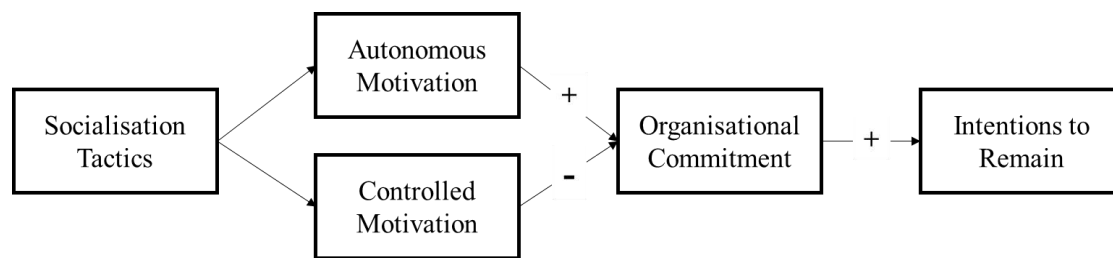 Socialisation
Tactics
Autonomous
Motivation
Controlled
Motivation
+
-
Organisational
Commitment
+
Intentions to
Remain